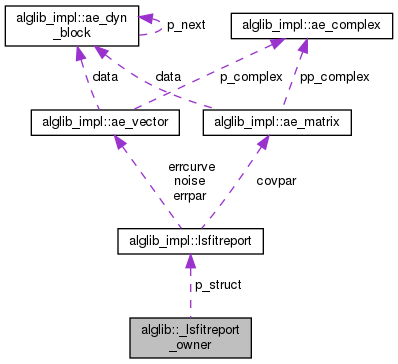 alglib_impl::ae_dyn
_block
p_next
alglib_impl::ae_complex
data
data
p_complex
pp_complex
alglib_impl::ae_vector
alglib_impl::ae_matrix
errcurve
noise
errpar
covpar
alglib_impl::lsfitreport
p_struct
alglib::_lsfitreport
_owner